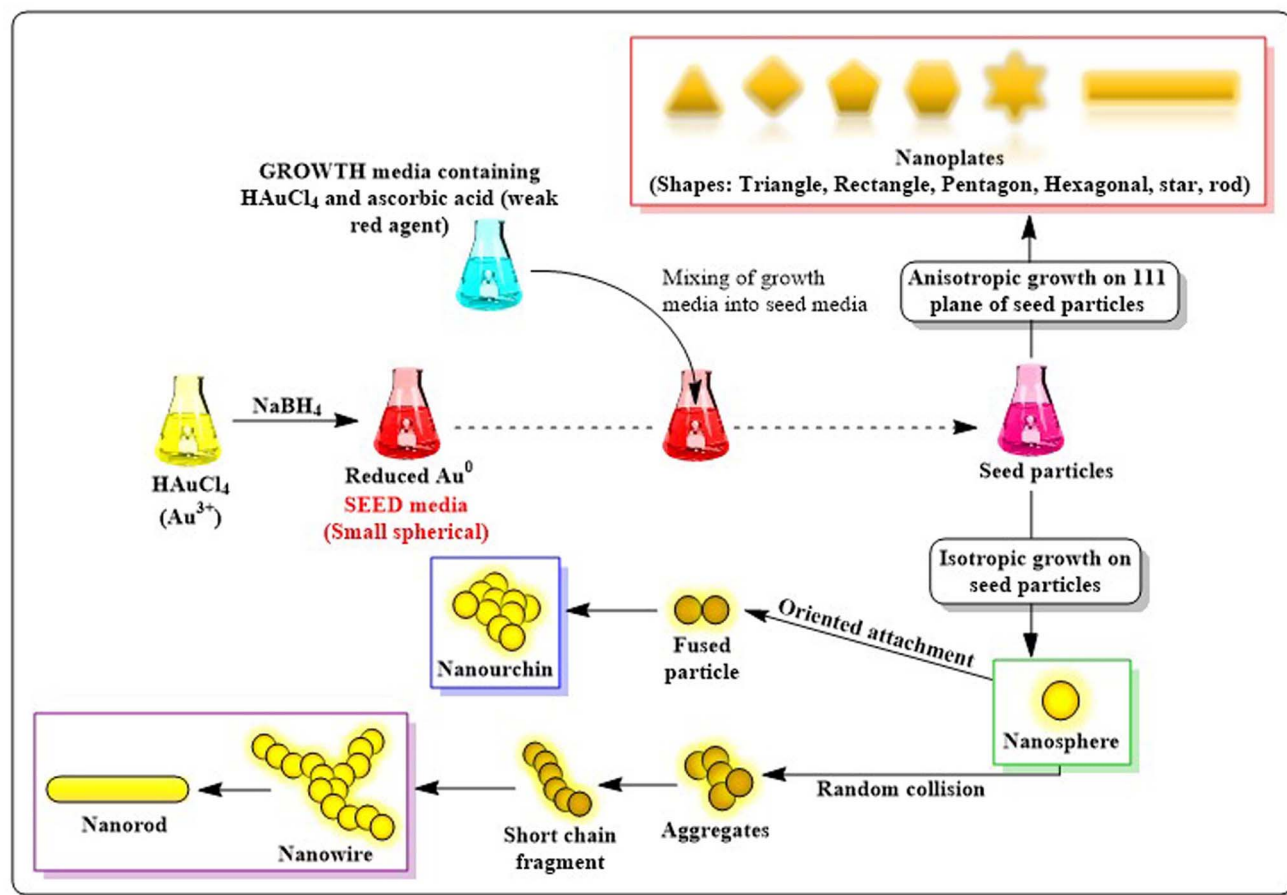 Nanoplates
(Shapes: Triangle, Rectangle, Pentagon, Hexagonal, star, rod)
GROWTH media containing
HAuCl₄ and ascorbic acid (weak
red agent)
Mixing of growth
media into seed media
Anisotropic growth on 111
plane of seed particles
NaBH₄
HAuCl₄
(Au³⁺)
Reduced Au⁰
SEED media
(Small spherical)
Seed particles
Isotropic growth on
seed particles
Oriented attachment
Fused
particle
Nanourchin
Nanosphere
Random collision
Aggregates
Short chain
fragment
Nanowire
Nanorod